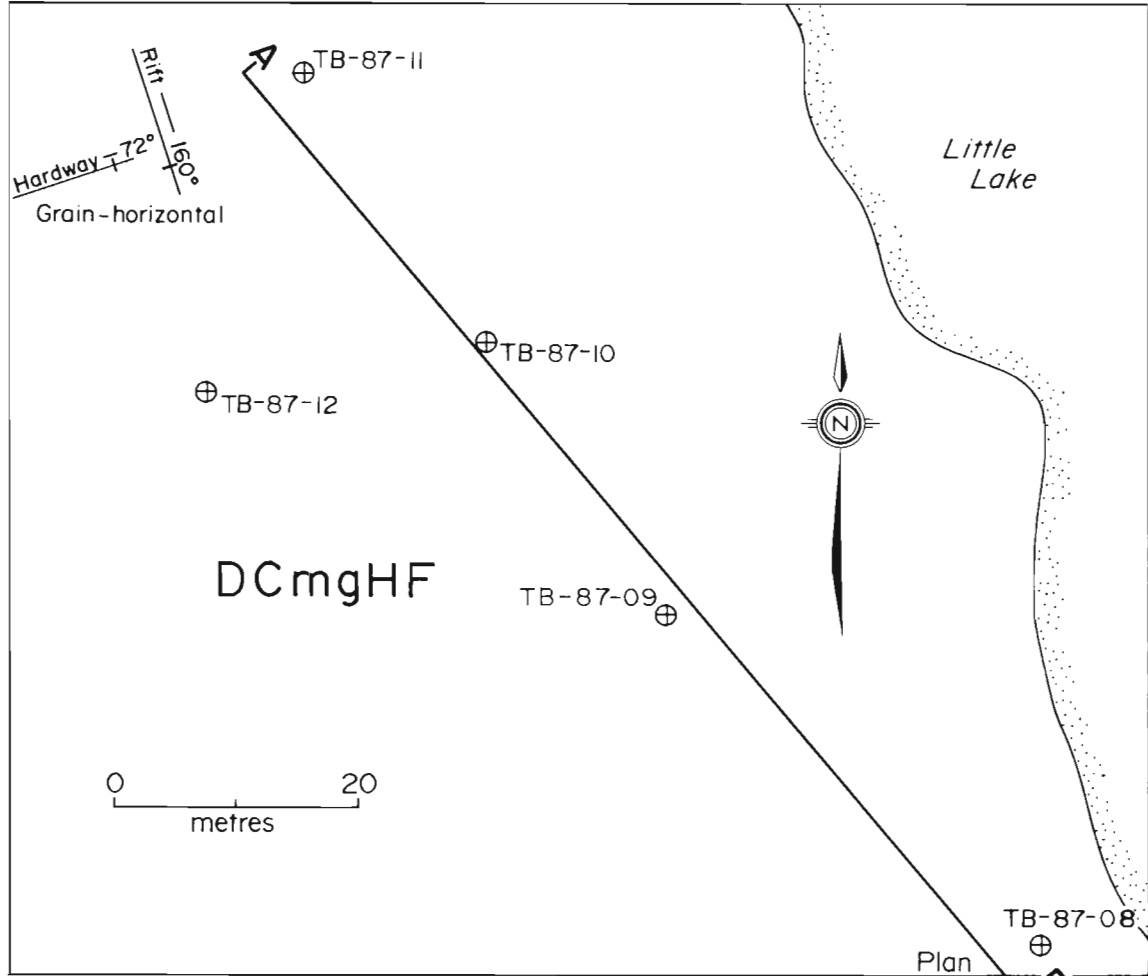 A
TB-87-11
Rift
160°
Hardway
72°
Grain-horizontal
Little
Lake
TB-87-10
TB-87-12
N
DCmgHF
TB-87-09
0
20
metres
TB-87-08
Plan